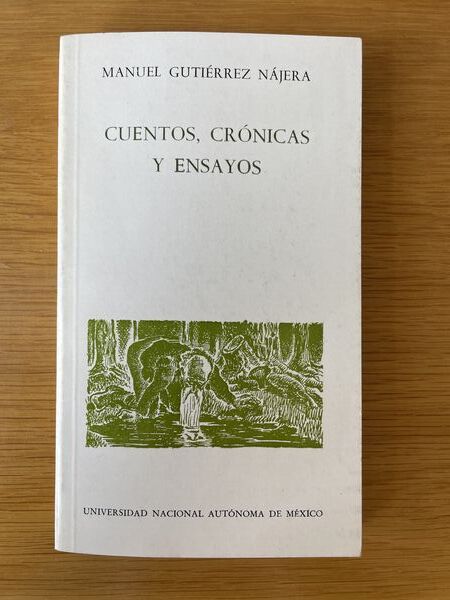 MANUEL GUTIÉRREZ NÁJERA
CUENTOS, CRÓNICAS
Y ENSAYOS
UNIVERSIDAD NACIONAL AUTÓNOMA DE MÉXICO